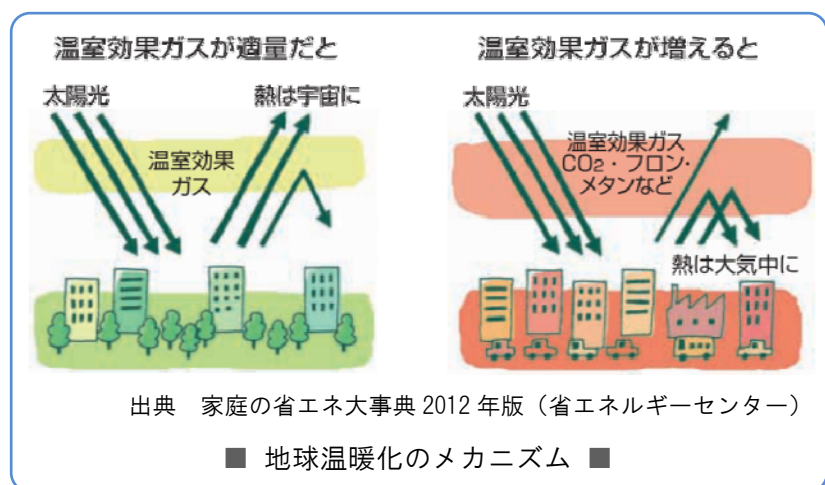 温室効果ガスが適量だと
太陽光
熱は宇宙に
温室効果
ガス
温室効果ガスが増えると
太陽光
温室効果ガス
CO2・フロン・
メタンなど
熱は大気中に
出典　家庭の省エネ大事典 2012 年版（省エネルギーセンター）
■ 地球温暖化のメカニズム ■